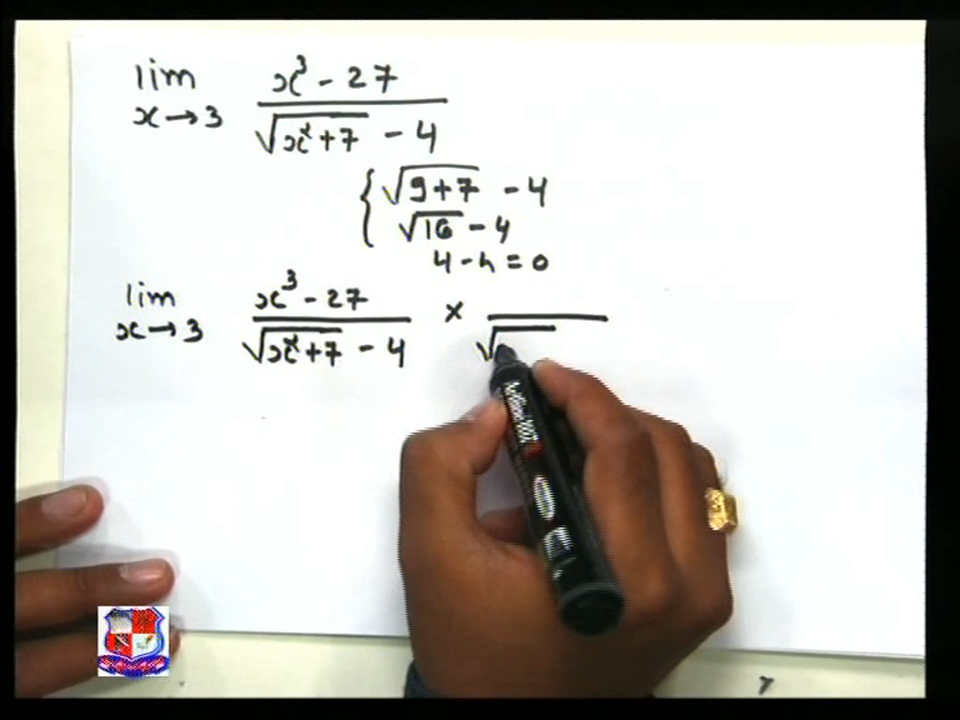 lim x→3 (x³ - 27) / (√(x²+7) - 4)
{ √(9+7) - 4
√16 - 4
4 - 4 = 0
lim x→3 (x³ - 27) / (√(x²+7) - 4) × — / √